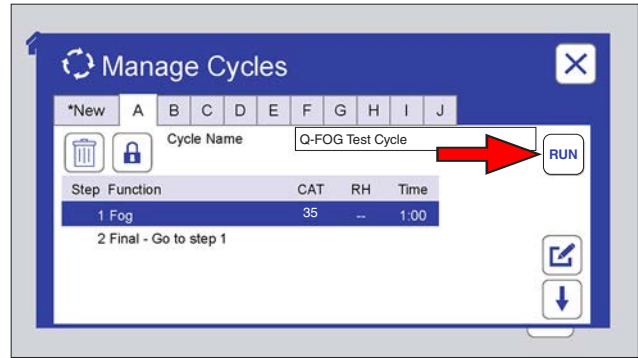 Manage Cycles
*New A B C D E F G H I J
Cycle Name Q-FOG Test Cycle
RUN
Step Function CAT RH Time
1 Fog 35 -- 1:00
2 Final - Go to step 1